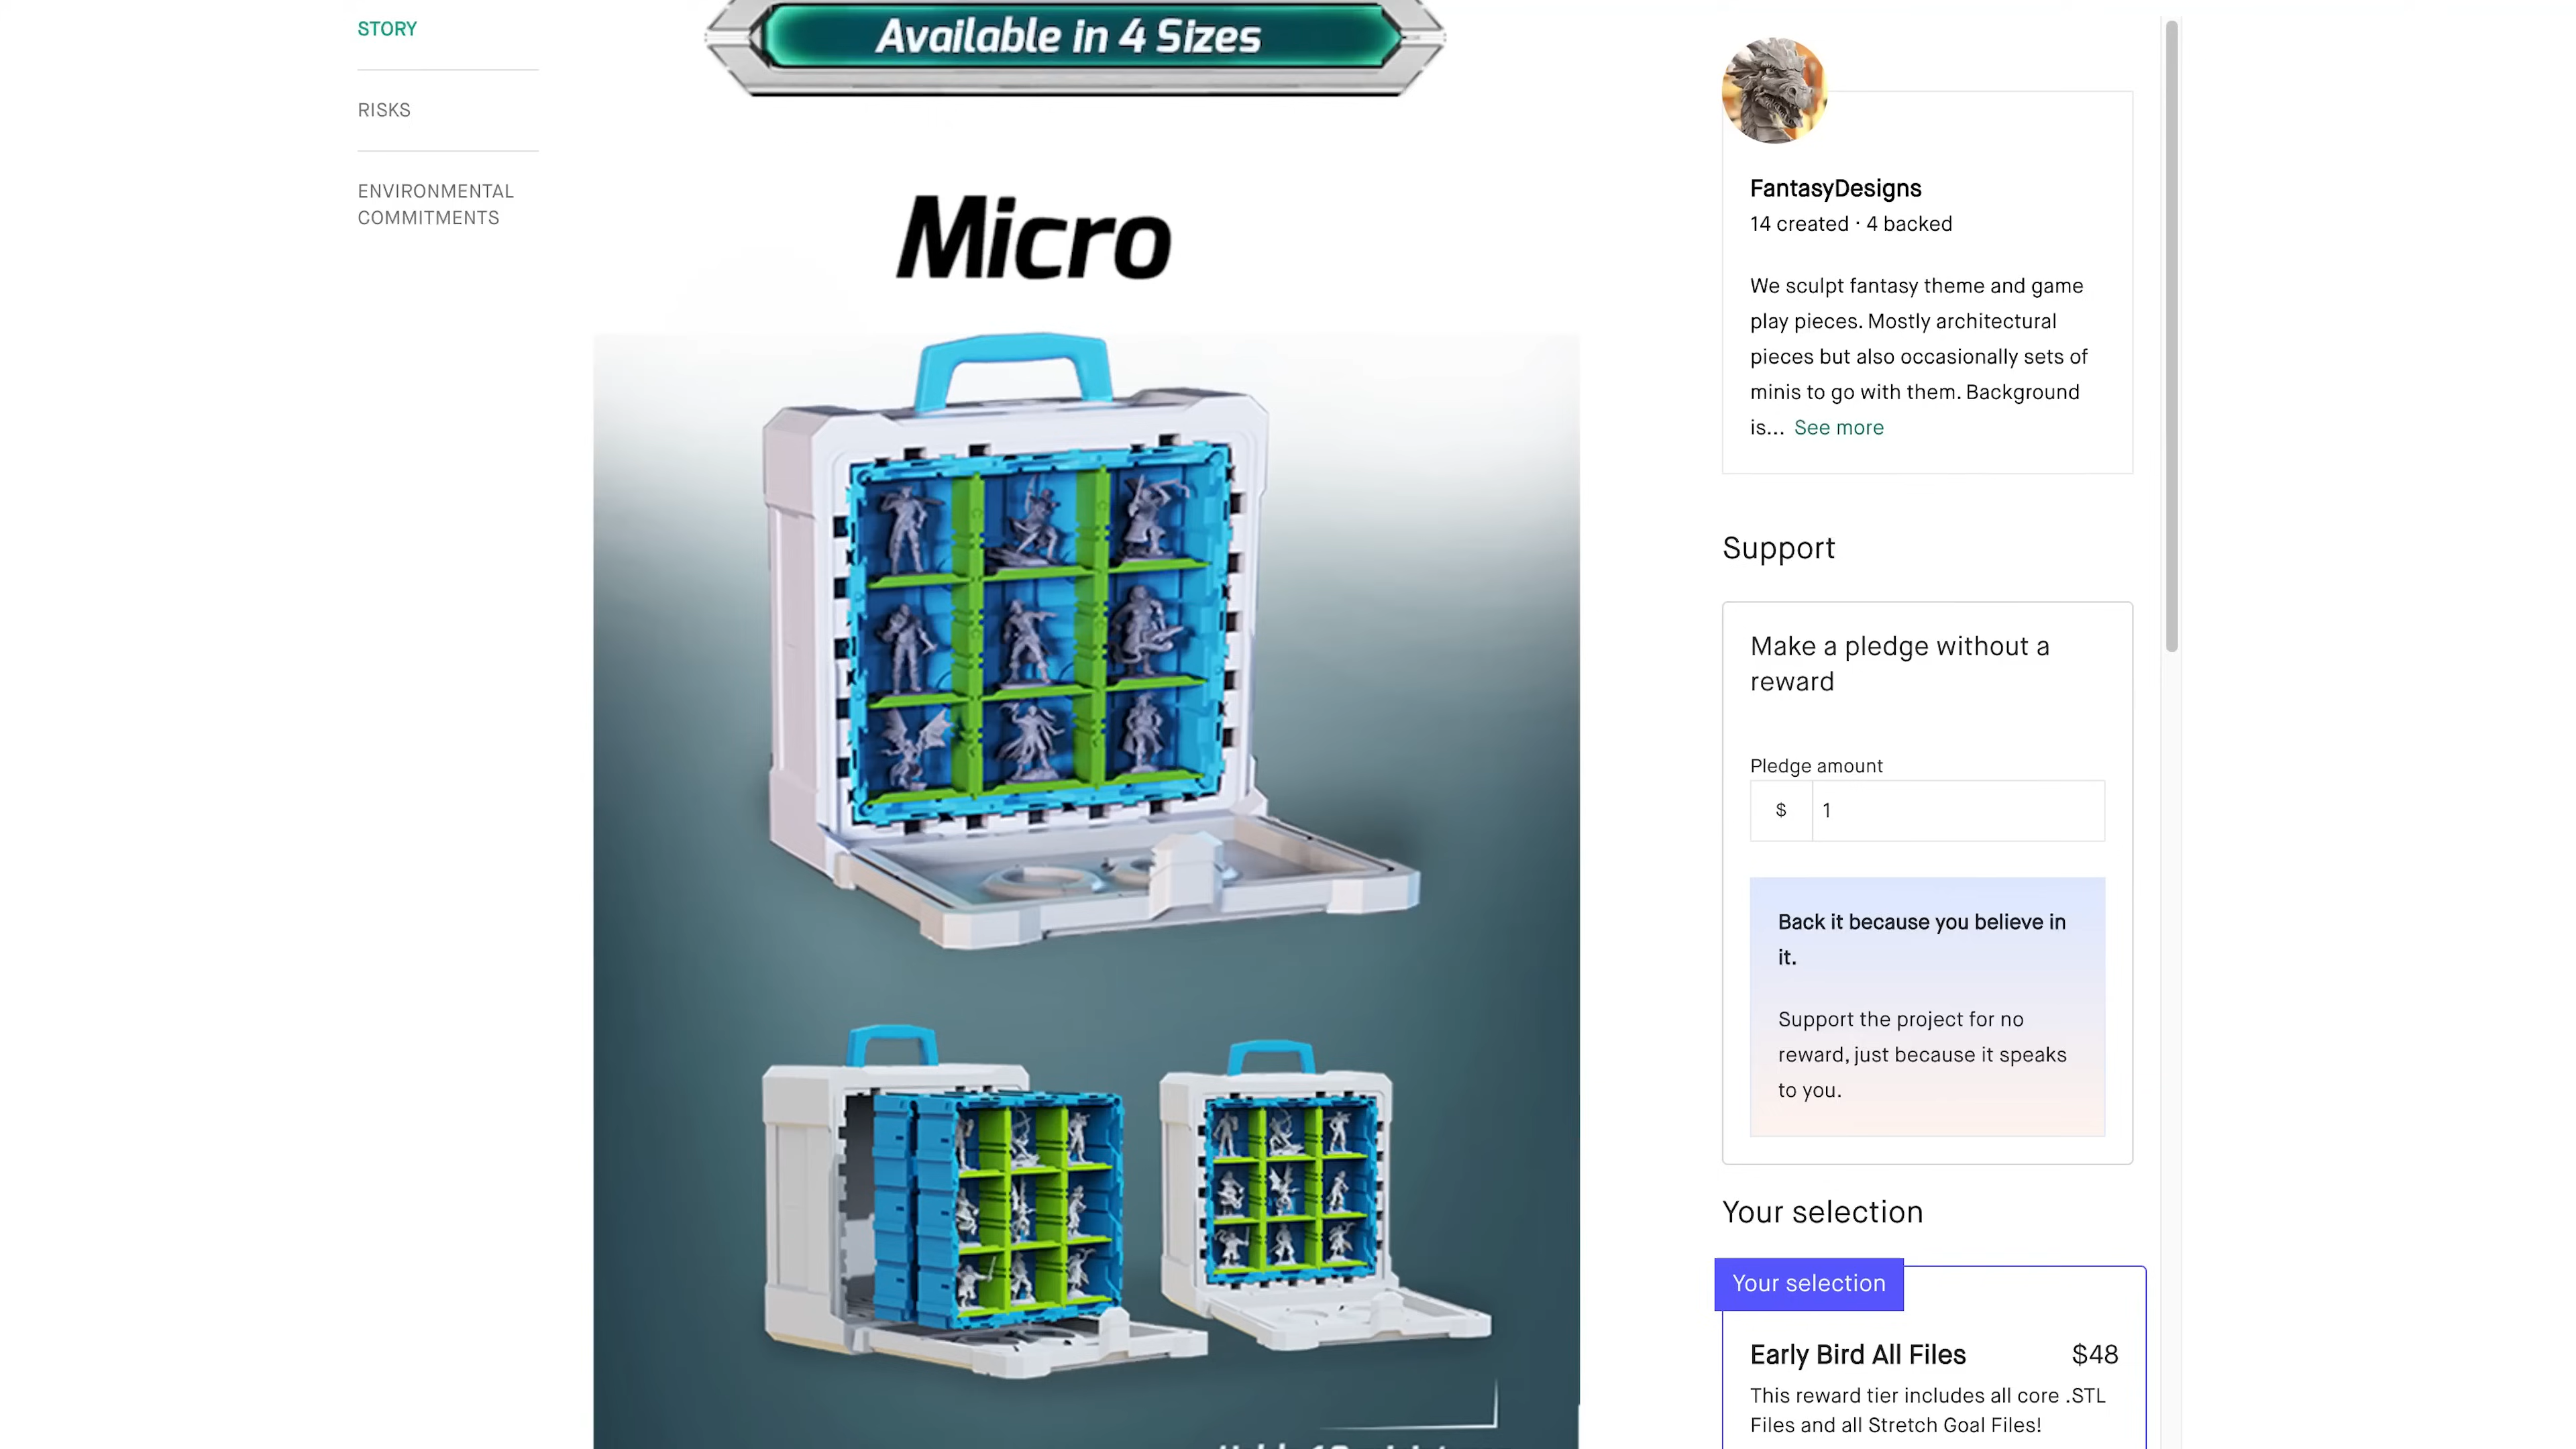 STORY
RISKS
ENVIRONMENTAL
COMMITMENTS
Available in 4 Sizes
Micro
FantasyDesigns
14 created · 4 backed
We sculpt fantasy theme and game
play pieces. Mostly architectural
pieces but also occasionally sets of
minis to go with them. Background
is... See more
Support
Make a pledge without a
reward
Pledge amount
$ 1
Back it because you believe in
it.
Support the project for no
reward, just because it speaks
to you.
Your selection
Your selection
Early Bird All Files $48
This reward tier includes all core .STL
Files and all Stretch Goal Files!